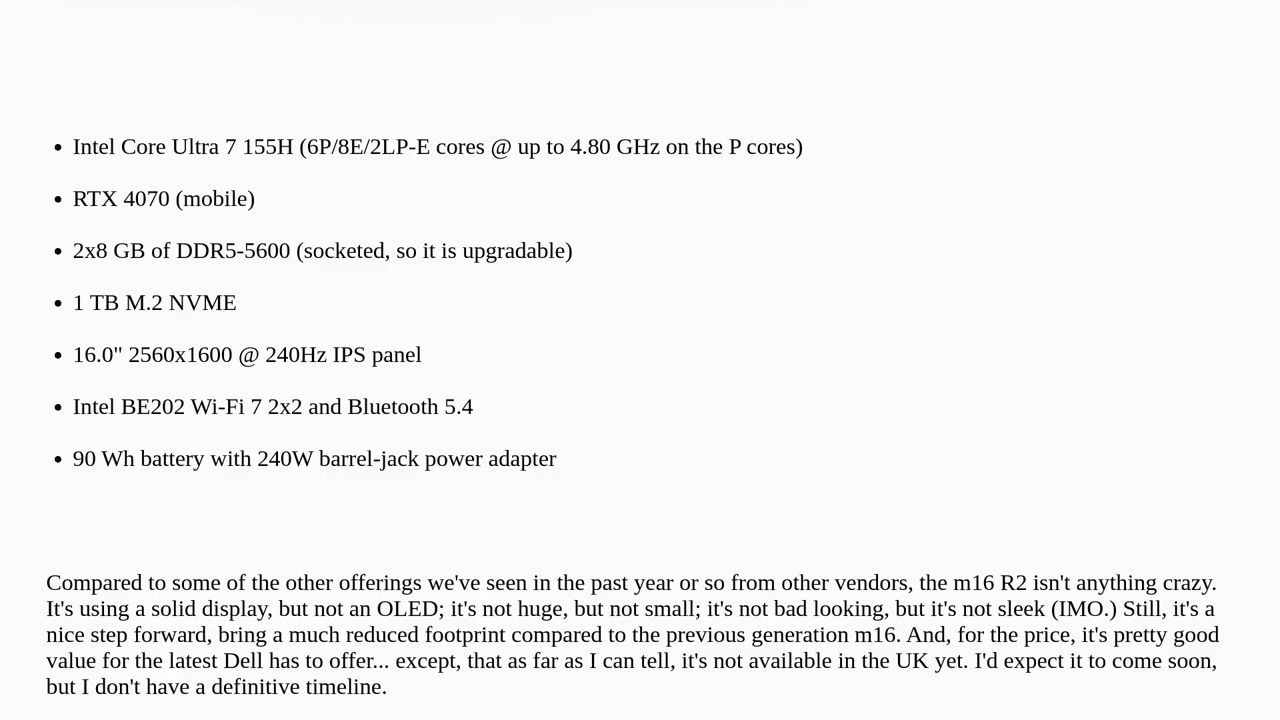 • Intel Core Ultra 7 155H (6P/8E/2LP-E cores @ up to 4.80 GHz on the P cores)
• RTX 4070 (mobile)
• 2x8 GB of DDR5-5600 (socketed, so it is upgradable)
• 1 TB M.2 NVME
• 16.0" 2560x1600 @ 240Hz IPS panel
• Intel BE202 Wi-Fi 7 2x2 and Bluetooth 5.4
• 90 Wh battery with 240W barrel-jack power adapter
Compared to some of the other offerings we've seen in the past year or so from other vendors, the m16 R2 isn't anything crazy.
It's using a solid display, but not an OLED; it's not huge, but not small; it's not bad looking, but it's not sleek (IMO.) Still, it's a
nice step forward, bring a much reduced footprint compared to the previous generation m16. And, for the price, it's pretty good
value for the latest Dell has to offer... except, that as far as I can tell, it's not available in the UK yet. I'd expect it to come soon,
but I don't have a definitive timeline.